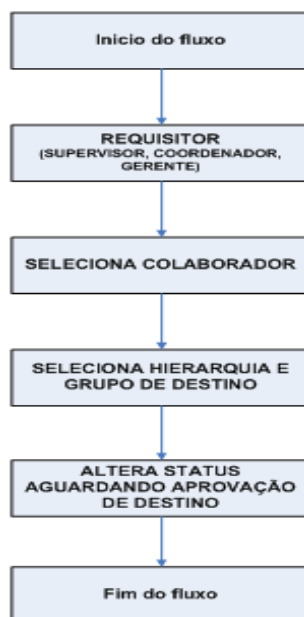 Inicio do fluxo
REQUISITOR
(SUPERVISOR, COORDENADOR,
GERENTE)
SELECIONA COLABORADOR
SELECIONA HIERARQUIA E
GRUPO DE DESTINO
ALTERA STATUS
AGUARDANDO APROVAÇÃO
DE DESTINO
Fim do fluxo